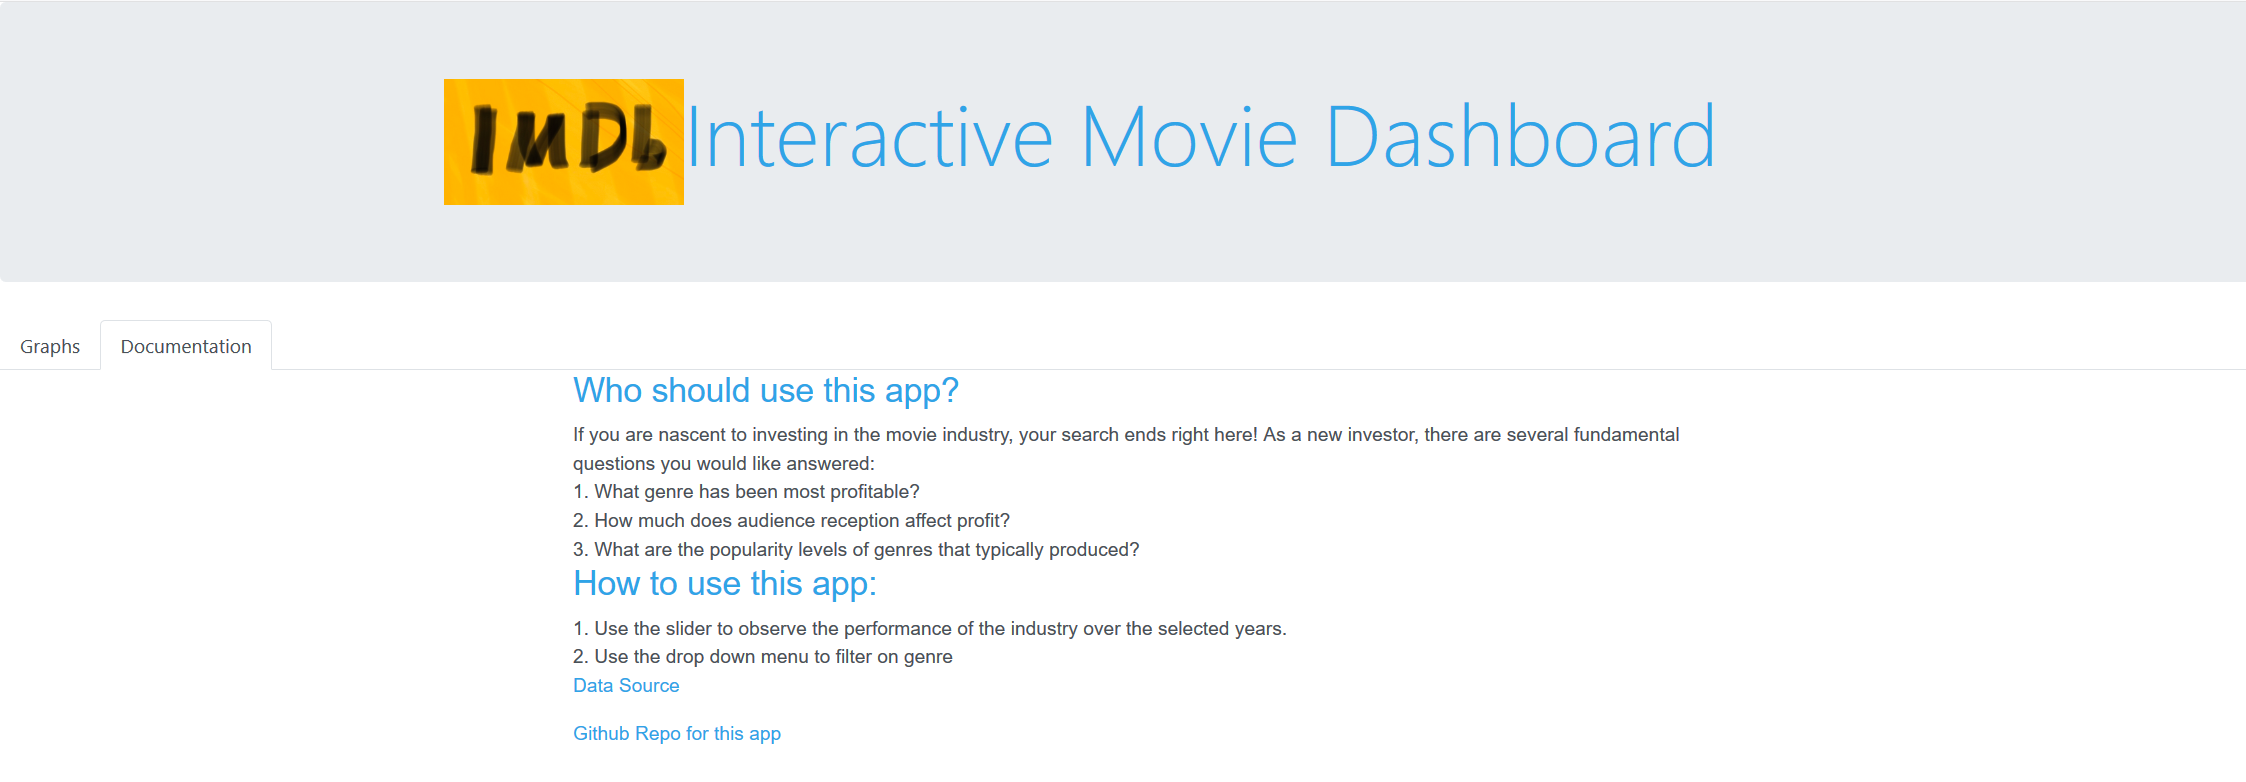 IMDb Interactive Movie Dashboard
Graphs Documentation
Who should use this app?
If you are nascent to investing in the movie industry, your search ends right here! As a new investor, there are several fundamental
questions you would like answered:
1. What genre has been most profitable?
2. How much does audience reception affect profit?
3. What are the popularity levels of genres that typically produced?
How to use this app:
1. Use the slider to observe the performance of the industry over the selected years.
2. Use the drop down menu to filter on genre
Data Source
Github Repo for this app